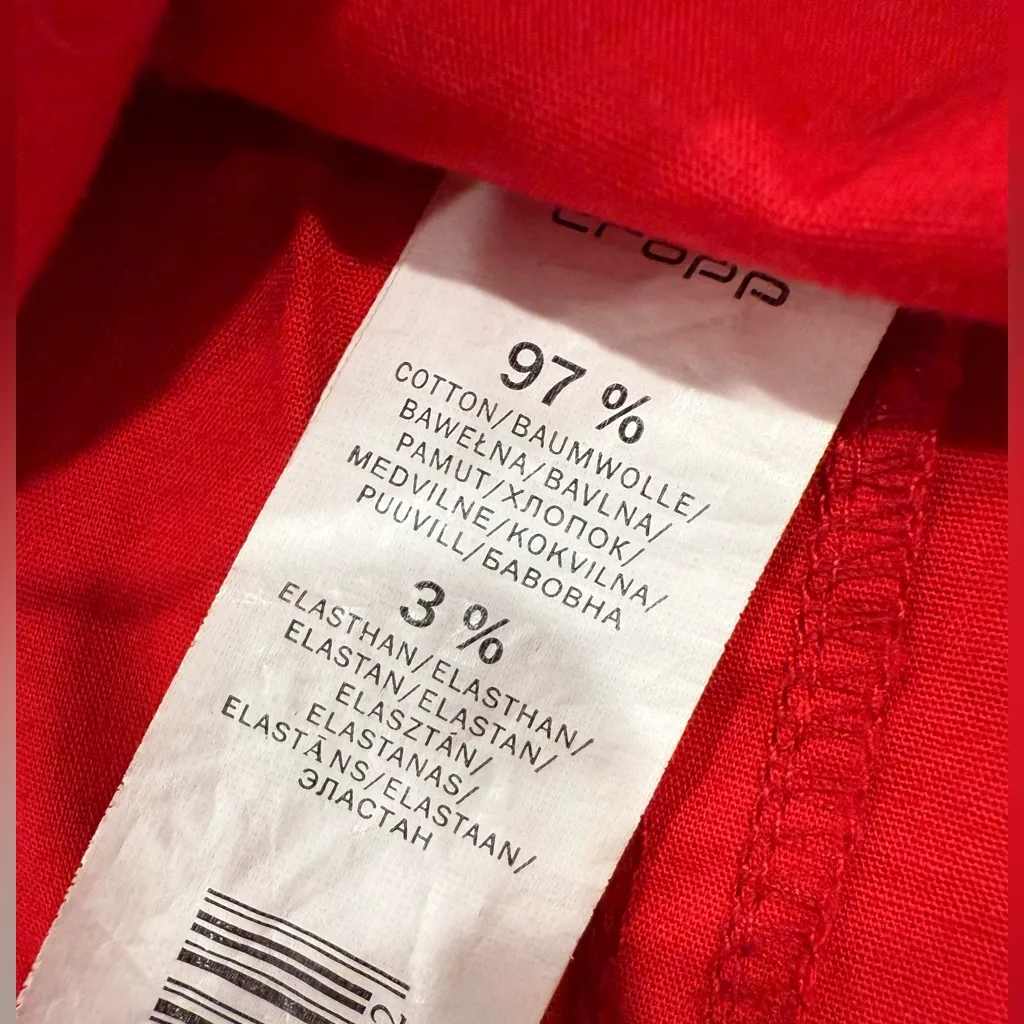 cropp
97 %
COTTON/BAUMWOLLE/
BAWEŁNA/BAVLNA/
PAMUT/ХЛОПОК/
MEDVILNE/KOKVILNA/
PUUVILL/БАВОВНА
3 %
ELASTHAN/ELASTHAN/
ELASTAN/ELASTAN/
ELASZTÁN/
ELASTANAS/
ELASTĀNS/ELASTAAN/
ЭЛАСТАН